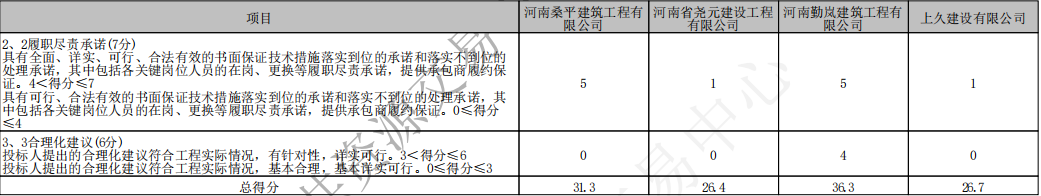 项目 河南桑平建筑工程有限公司 河南省尧元建设工程有限公司 河南勤岚建筑工程有限公司 上久建设有限公司
2、2履职尽责承诺(7分)
具有全面、详实、可行、合法有效的书面保证技术措施落实到位的承诺和落实不到位的
处理承诺，其中包括各关键岗位人员的在岗、更换等履职尽责承诺，提供承包商履约保
证。4<得分≤7
具有可行、合法有效的书面保证技术措施落实到位的承诺和落实不到位的处理承诺，其
中包括各关键岗位人员的在岗、更换等履职尽责承诺，提供承包商履约保证。0≤得分
≤4
5 1 5 1
3、3合理化建议(6分)
投标人提出的合理化建议符合工程实际情况，有针对性，详实可行。3<得分≤6
投标人提出的合理化建议符合工程实际情况，基本合理，基本详实可行。0≤得分≤3
0 0 4 0
总得分 31.3 26.4 36.3 26.7
共资源交易
易中心